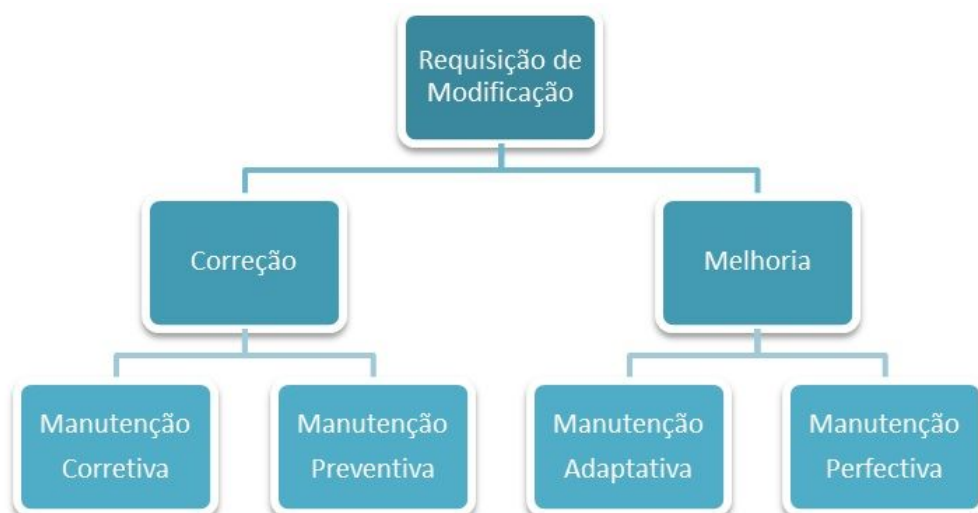 Requisição de
Modificação
Correção
Melhoria
Manutenção
Corretiva
Manutenção
Preventiva
Manutenção
Adaptativa
Manutenção
Perfectiva